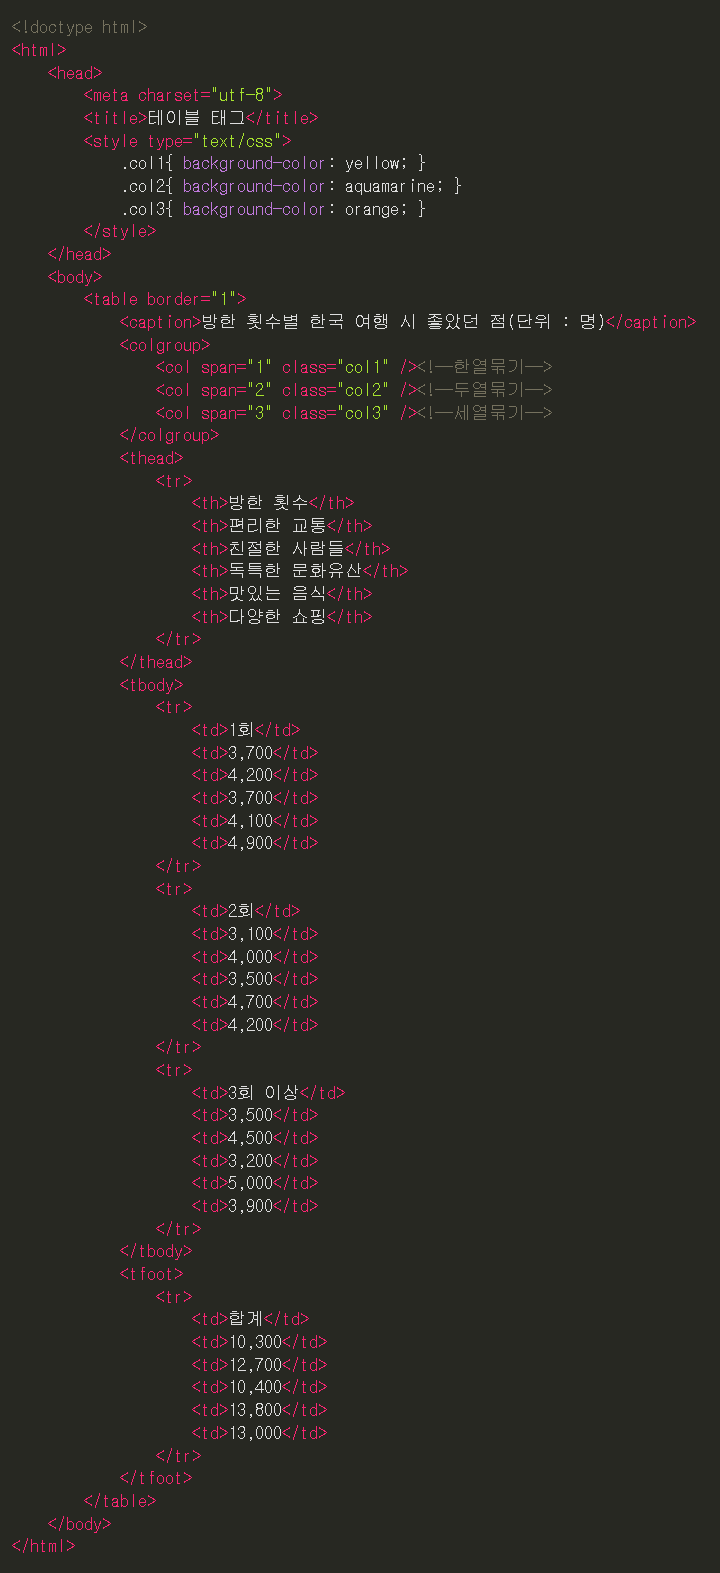 <!doctype html>
<html>
<head>
<meta charset="utf-8">
<title>테이블 태그</title>
<style type="text/css">
.col1{ background-color: yellow; }
.col2{ background-color: aquamarine; }
.col3{ background-color: orange; }
</style>
</head>
<body>
<table border="1">
<caption>방한 횟수별 한국 여행 시 좋았던 점(단위 : 명)</caption>
<colgroup>
<col span="1" class="col1" /><!--한열묶기-->
<col span="2" class="col2" /><!--두열묶기-->
<col span="3" class="col3" /><!--세열묶기-->
</colgroup>
<thead>
<tr>
<th>방한 횟수</th>
<th>편리한 교통</th>
<th>친절한 사람들</th>
<th>독특한 문화유산</th>
<th>맛있는 음식</th>
<th>다양한 쇼핑</th>
</tr>
</thead>
<tbody>
<tr>
<td>1회</td>
<td>3,700</td>
<td>4,200</td>
<td>3,700</td>
<td>4,100</td>
<td>4,900</td>
</tr>
<tr>
<td>2회</td>
<td>3,100</td>
<td>4,000</td>
<td>3,500</td>
<td>4,700</td>
<td>4,200</td>
</tr>
<tr>
<td>3회 이상</td>
<td>3,500</td>
<td>4,500</td>
<td>3,200</td>
<td>5,000</td>
<td>3,900</td>
</tr>
</tbody>
<tfoot>
<tr>
<td>합계</td>
<td>10,300</td>
<td>12,700</td>
<td>10,400</td>
<td>13,800</td>
<td>13,000</td>
</tr>
</tfoot>
</table>
</body>
</html>